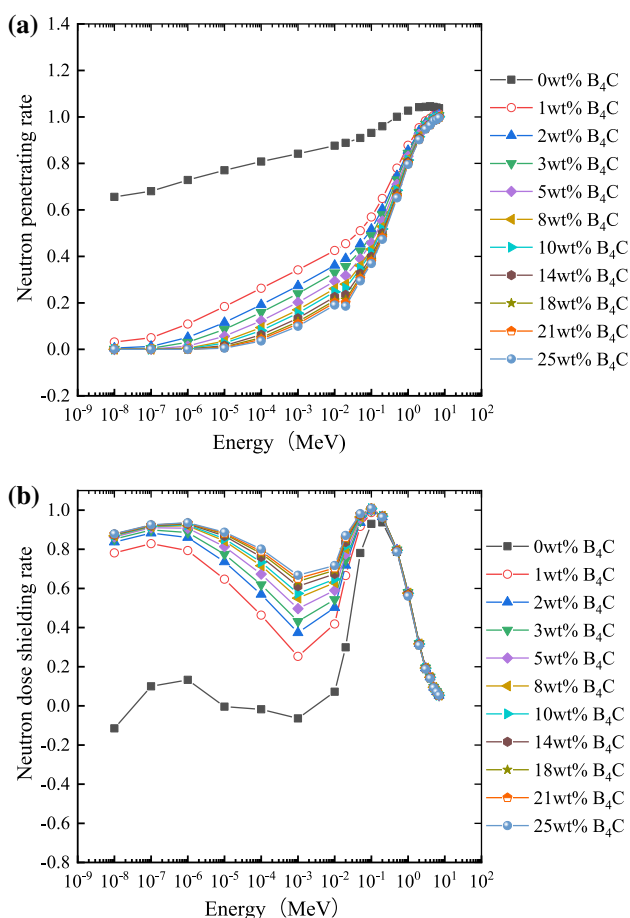 (a)
1.4
1.2
1.0
0.8
0.6
0.4
0.2
0.0
-0.2
Neutron penetrating rate
10⁻⁹ 10⁻⁸ 10⁻⁷ 10⁻⁶ 10⁻⁵ 10⁻⁴ 10⁻³ 10⁻² 10⁻¹ 10⁰ 10¹ 10²
Energy （MeV）
0wt% B₄C
1wt% B₄C
2wt% B₄C
3wt% B₄C
5wt% B₄C
8wt% B₄C
10wt% B₄C
14wt% B₄C
18wt% B₄C
21wt% B₄C
25wt% B₄C
(b)
1.0
0.8
0.6
0.4
0.2
0.0
-0.2
-0.4
-0.6
-0.8
Neutron dose shielding rate
10⁻⁹ 10⁻⁸ 10⁻⁷ 10⁻⁶ 10⁻⁵ 10⁻⁴ 10⁻³ 10⁻² 10⁻¹ 10⁰ 10¹ 10²
Energy （MeV）
0wt% B₄C
1wt% B₄C
2wt% B₄C
3wt% B₄C
5wt% B₄C
8wt% B₄C
10wt% B₄C
14wt% B₄C
18wt% B₄C
21wt% B₄C
25wt% B₄C